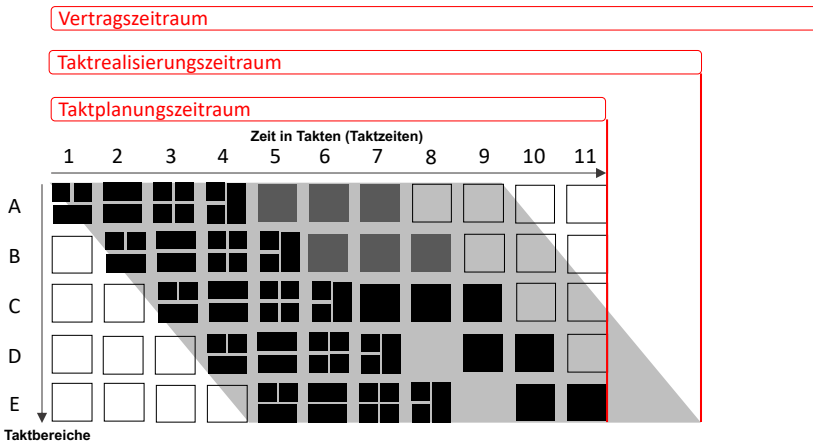 Vertragszeitraum
Taktrealisierungszeitraum
Taktplanungszeitraum
Zeit in Takten (Taktzeiten)
1 2 3 4 5 6 7 8 9 10 11
A
B
C
D
E
Taktbereiche